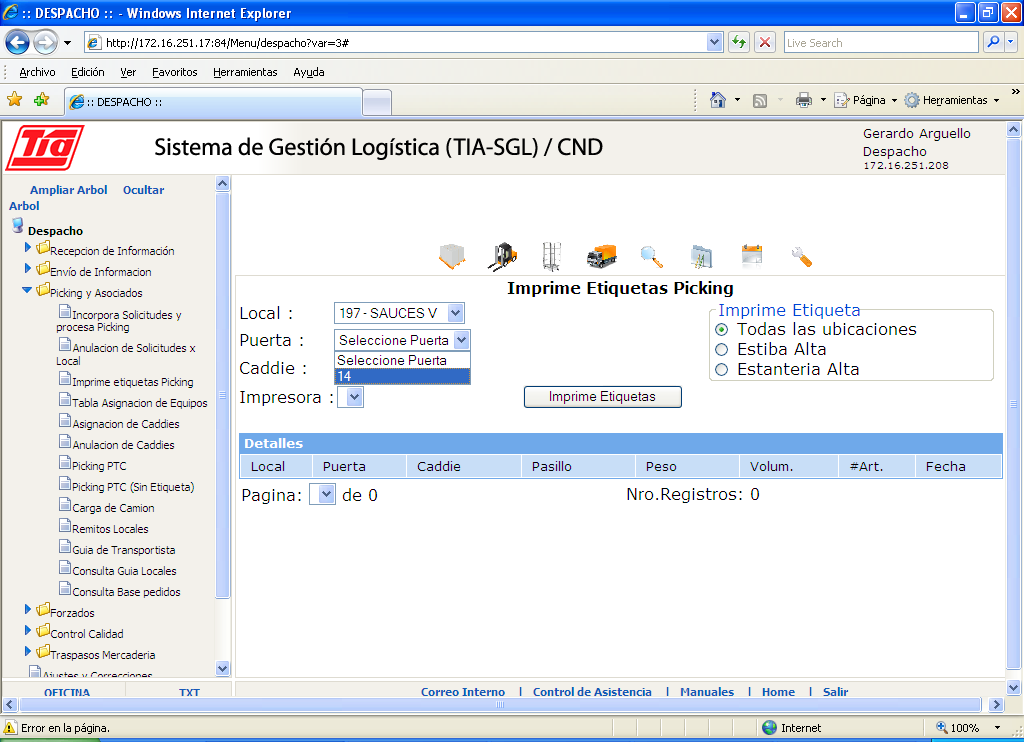 :: DESPACHO :: - Windows Internet Explorer
http://172.16.251.17:84/Menu/despacho?var=3#
Live Search
Archivo Edición Ver Favoritos Herramientas Ayuda
:: DESPACHO ::
Página Herramientas »
Tia
Sistema de Gestión Logística (TIA-SGL) / CND
Gerardo Arguello
Despacho
172.16.251.208
Ampliar Arbol Ocultar
Arbol
Despacho
Recepcion de Información
Envío de Informacion
Picking y Asociados
Incorpora Solicitudes y
procesa Picking
Anulacion de Solicitudes x
Local
Imprime etiquetas Picking
Tabla Asignacion de Equipos
Asignacion de Caddies
Anulacion de Caddies
Picking PTC
Picking PTC (Sin Etiqueta)
Carga de Camion
Remitos Locales
Guia de Transportista
Consulta Guia Locales
Consulta Base pedidos
Forzados
Control Calidad
Traspasos Mercaderia
Ajustes y Correcciones
OFICINA TXT
Imprime Etiquetas Picking
Local : 197 - SAUCES V
Puerta : Seleccione Puerta
Seleccione Puerta
14
Caddie :
Impresora :
Imprime Etiquetas
Imprime Etiqueta
Todas las ubicaciones
Estiba Alta
Estanteria Alta
Detalles
Local Puerta Caddie Pasillo Peso Volum. #Art. Fecha
Pagina: de 0 Nro.Registros: 0
Correo Interno | Control de Asistencia | Manuales | Home | Salir
Error en la página. Internet 100%